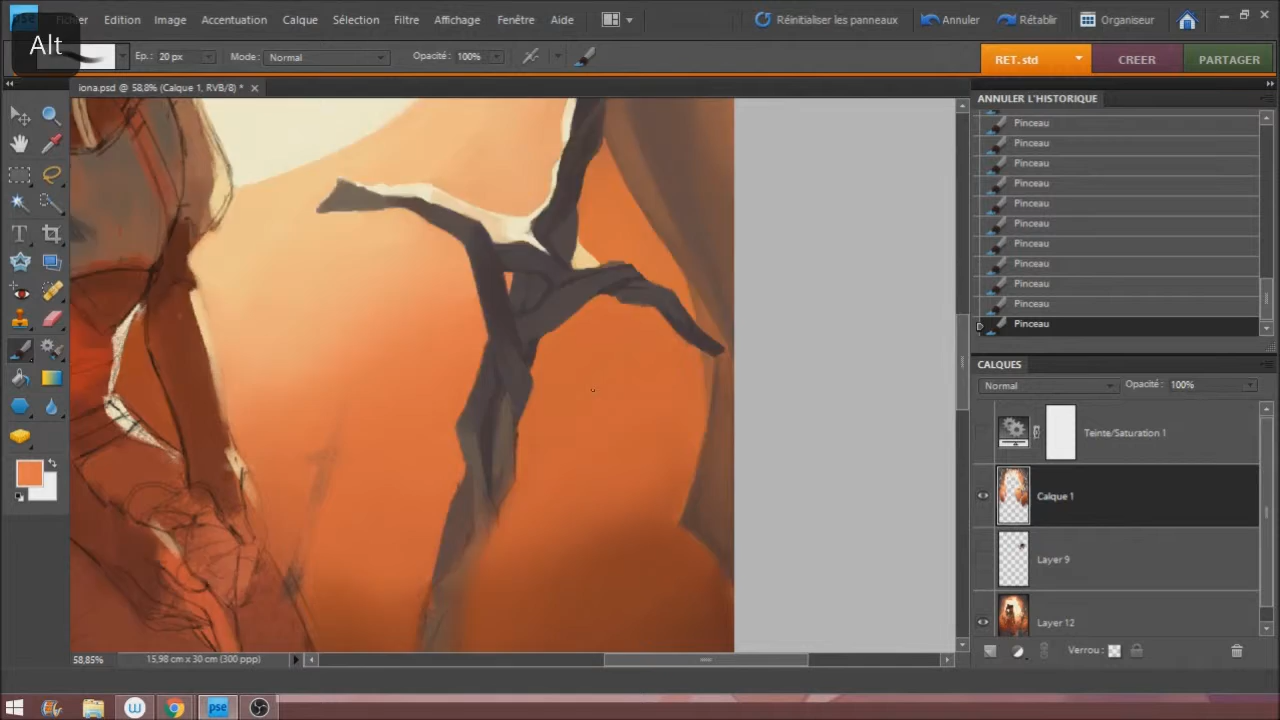 pse
Fichier Edition Image Accentuation Calque Sélection Filtre Affichage Fenêtre Aide Réinitialiser les panneaux Annuler Rétablir Organiseur
Alt
Ep.: 20 px Mode: Normal Opacité: 100% RET. std CREER PARTAGER
iona.psd @ 58,8% (Calque 1, RVB/8) *
ANNULER L'HISTORIQUE
Pinceau
Pinceau
Pinceau
Pinceau
Pinceau
Pinceau
Pinceau
Pinceau
Pinceau
Pinceau
Pinceau
CALQUES
Normal Opacité: 100%
Teinte/Saturation 1
Calque 1
Layer 9
Layer 12
58,85% 15,98 cm x 30 cm (300 ppp) Verrou:
pse